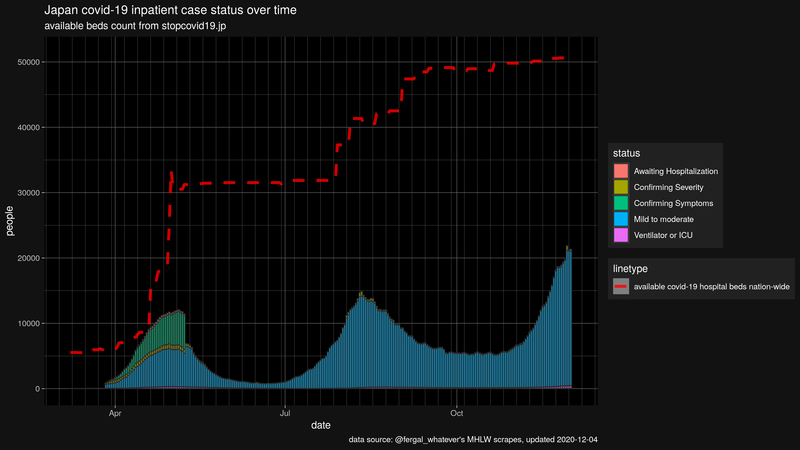 Japan covid-19 inpatient case status over time
available beds count from stopcovid19.jp
people
50000
40000
30000
20000
10000
0
Apr
Jul
Oct
date
status
Awaiting Hospitalization
Confirming Severity
Confirming Symptoms
Mild to moderate
Ventilator or ICU
linetype
available covid-19 hospital beds nation-wide
data source: @fergal_whatever's MHLW scrapes, updated 2020-12-04